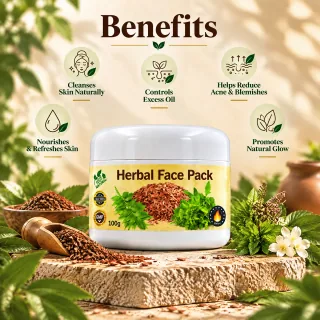 Benefits
Cleanses
Skin Naturally
Controls
Excess Oil
Helps Reduce
Acne & Blemishes
Nourishes
& Refreshes Skin
Promotes
Natural Glow
Herbal Face Pack
100g